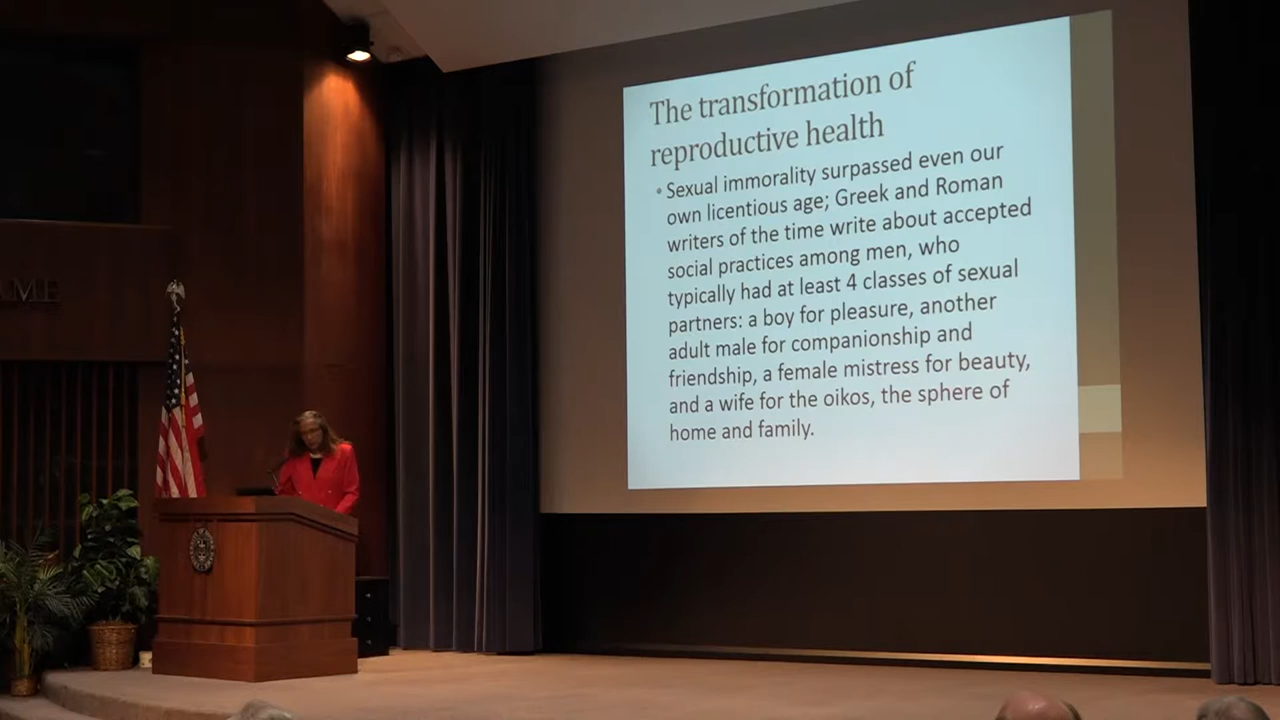 The transformation of
reproductive health
• Sexual immorality surpassed even our
own licentious age; Greek and Roman
writers of the time write about accepted
social practices among men, who
typically had at least 4 classes of sexual
partners: a boy for pleasure, another
adult male for companionship and
friendship, a female mistress for beauty,
and a wife for the oikos, the sphere of
home and family.
AME